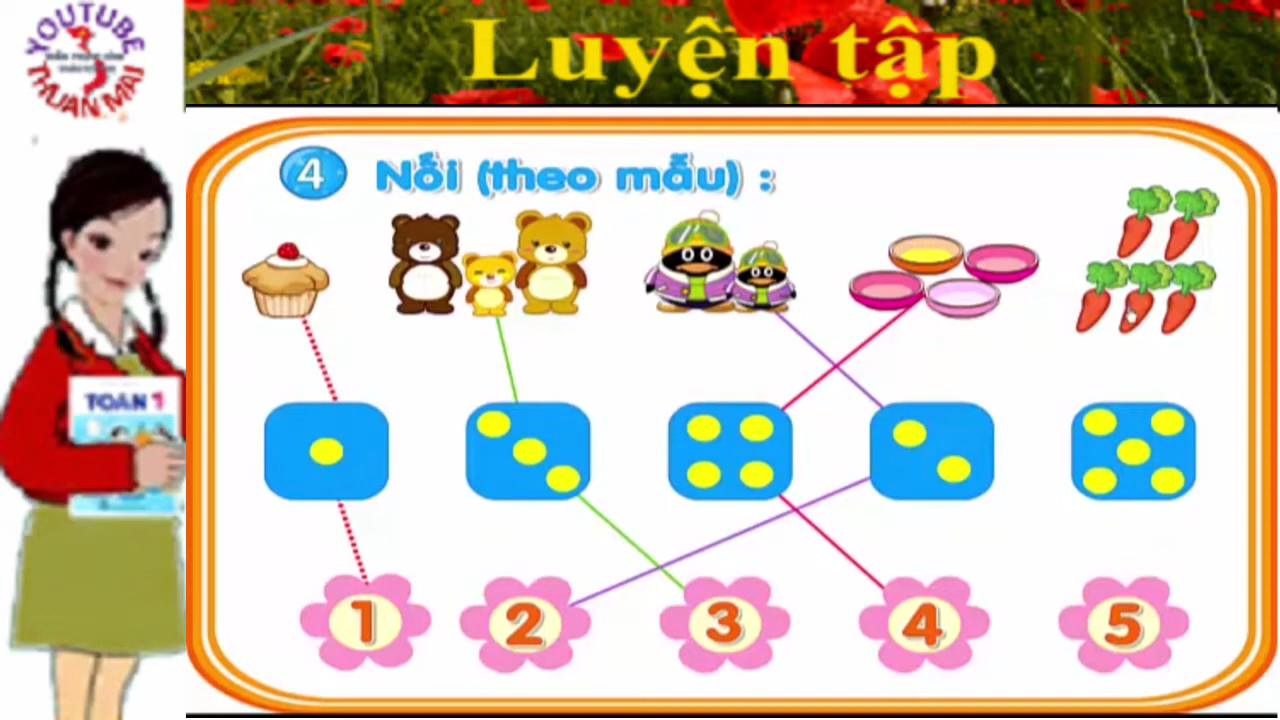 YOUTUBE
THUAN MAI
Luyện tập
4 Nối (theo mẫu) :
TOÁN 1
1 2 3 4 5